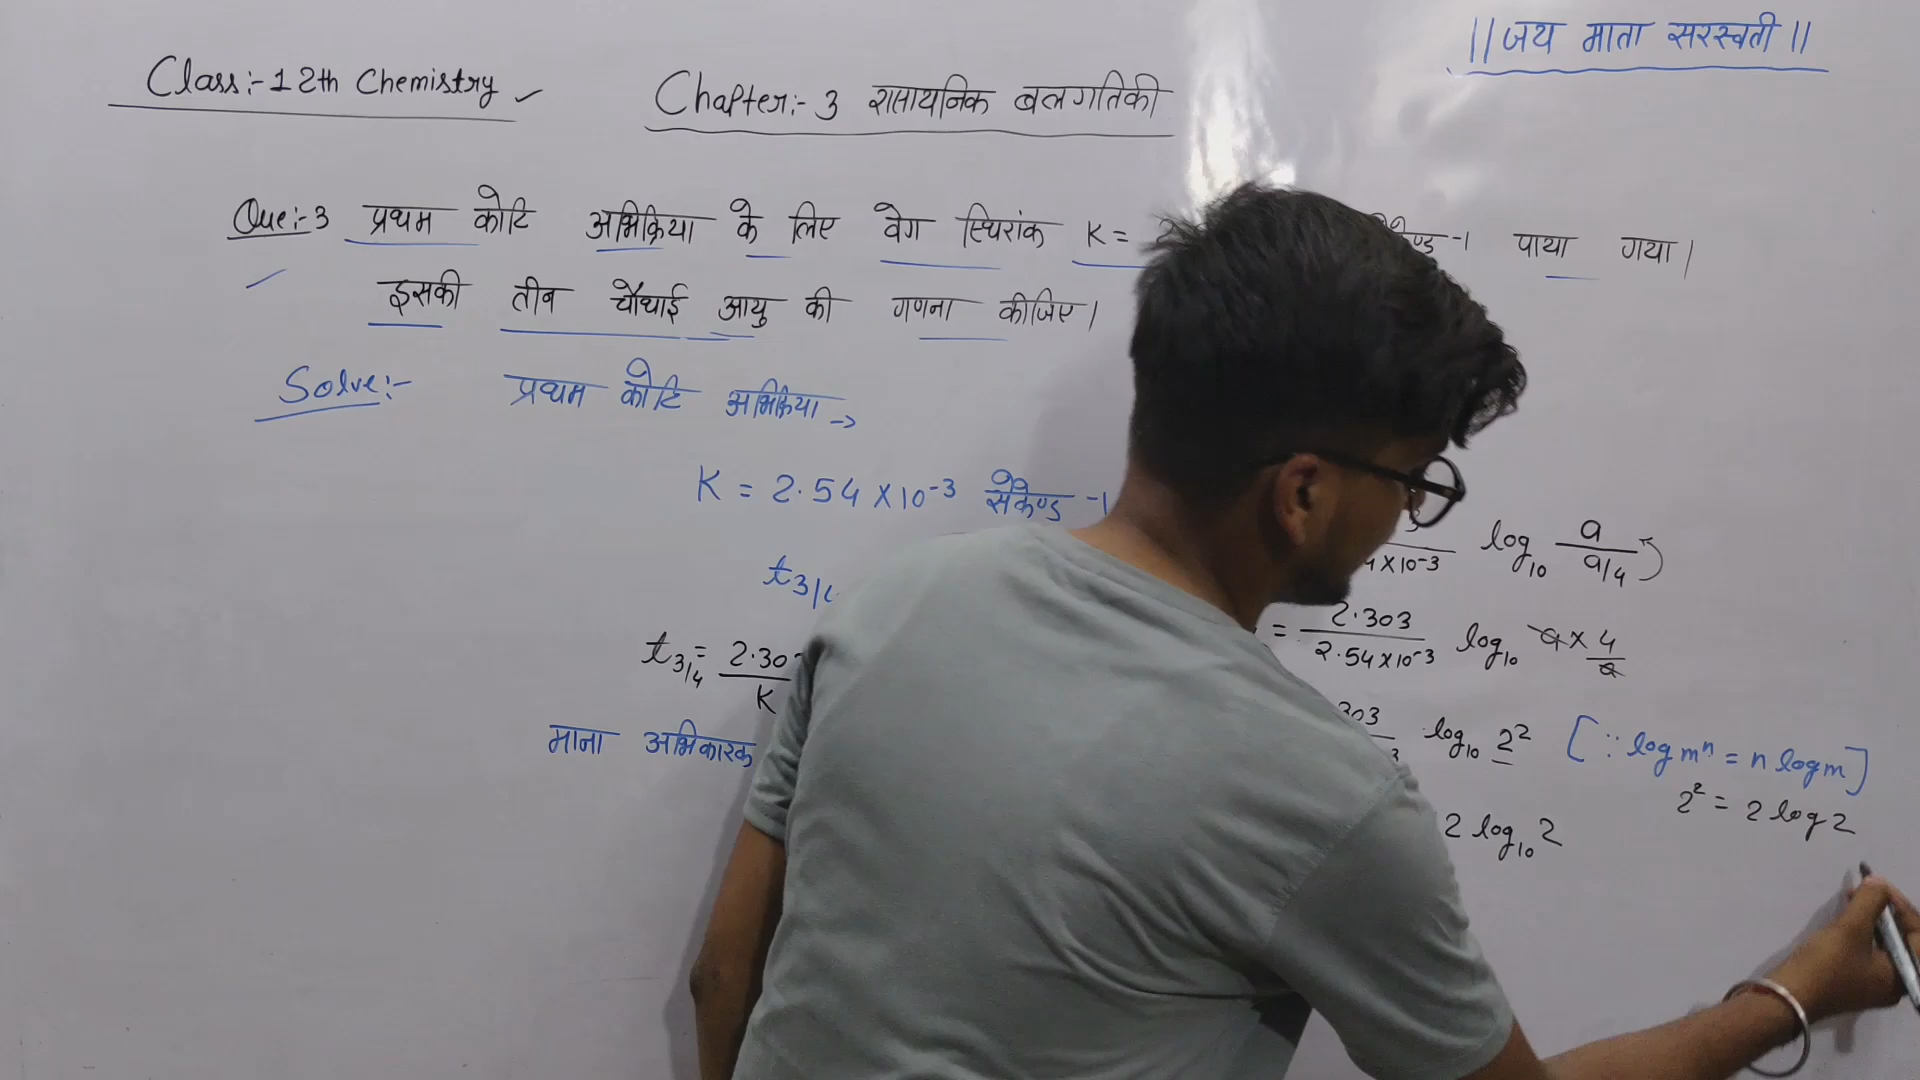 ||जय माता सरस्वती||
Class:-12th Chemistry
Chapter:-3 रासायनिक बलगतिकी
Que:-3 प्रथम कोटि अभिक्रिया के लिए वेग स्थिरांक K= -1 पाया गया।
इसकी तीन चौथाई आयु की गणना कीजिए।
Solve:- प्रथम कोटि अभिक्रिया →
K = 2.54×10⁻³ सेकेण्ड⁻¹
t₃/
t₃/₄ = 2.30 / K
माना अभिकारक
4×10⁻³ log₁₀ a / a/4
= 2.303 / 2.54×10⁻³ log₁₀ a × 4 / a
303 log₁₀ 2² [∵ log mⁿ = n log m]
2² = 2 log 2
2 log₁₀ 2